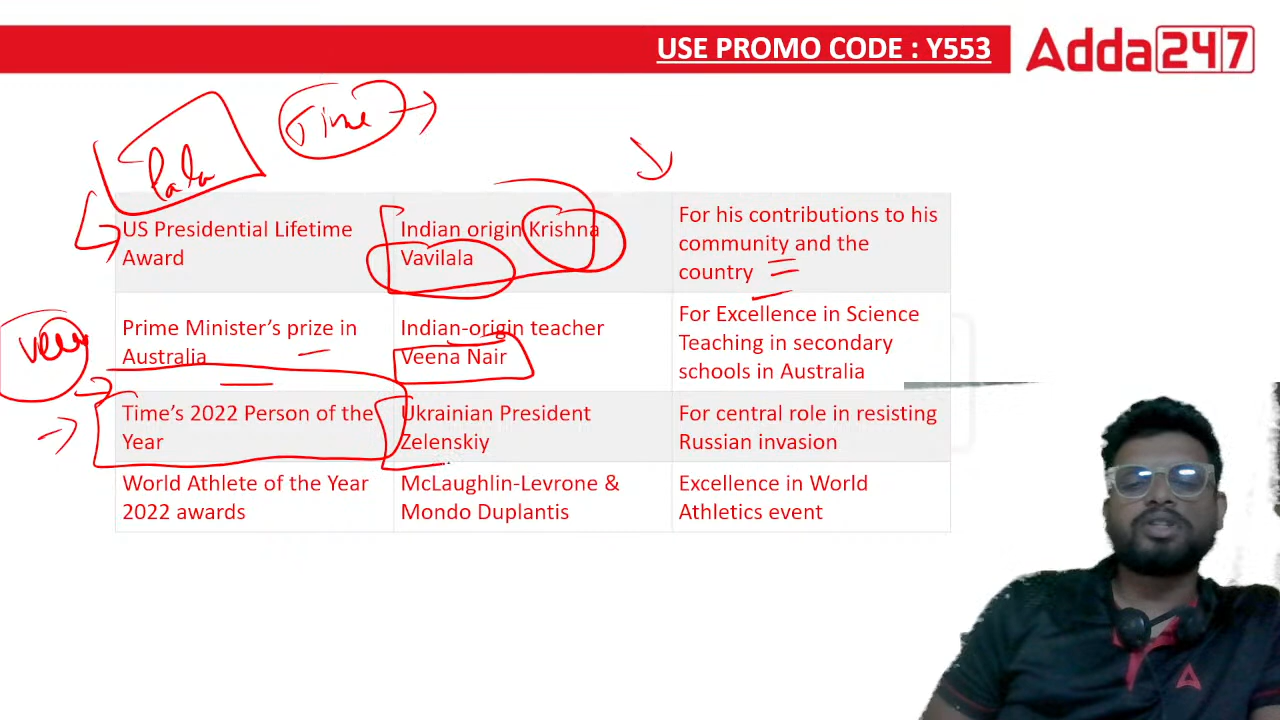 USE PROMO CODE : Y553
Adda247
Time
lala
US Presidential Lifetime
Award
Indian origin Krishna
Vavilala
For his contributions to his
community and the
country
Prime Minister’s prize in
Australia
Indian-origin teacher
Veena Nair
For Excellence in Science
Teaching in secondary
schools in Australia
Time’s 2022 Person of the
Year
Ukrainian President
Zelenskiy
For central role in resisting
Russian invasion
World Athlete of the Year
2022 awards
McLaughlin-Levrone &
Mondo Duplantis
Excellence in World
Athletics event